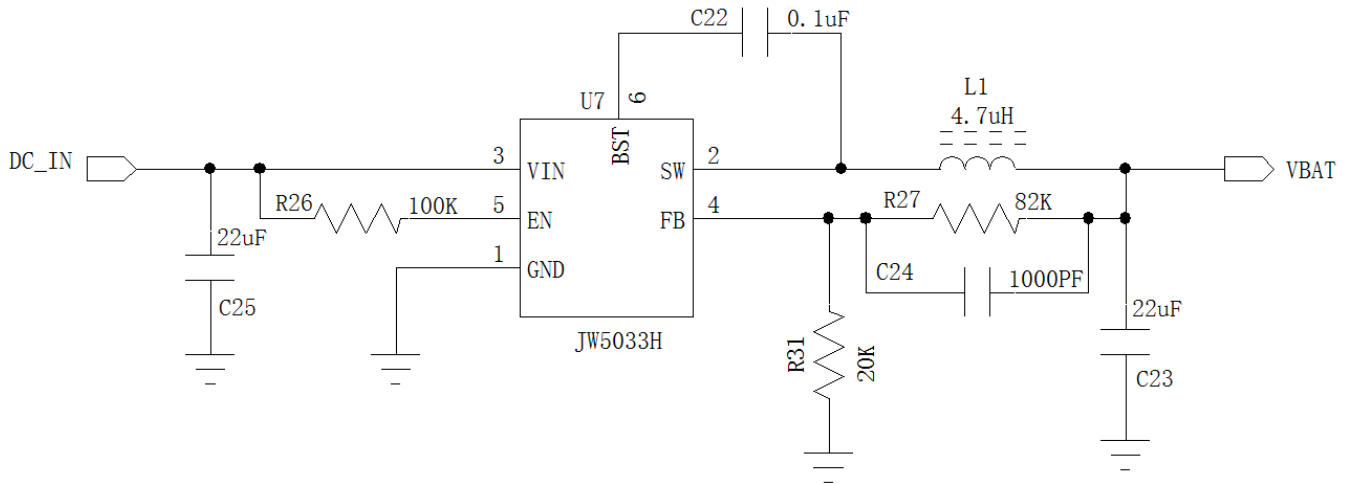 C22 0.1uF
L1
4.7uH
U7 6
BST
DC_IN 3 VIN SW 2 VBAT
R26 100K 5 EN FB 4 R27 82K
22uF 1 GND C24 1000PF
C25 22uF
JW5033H R31 20K C23